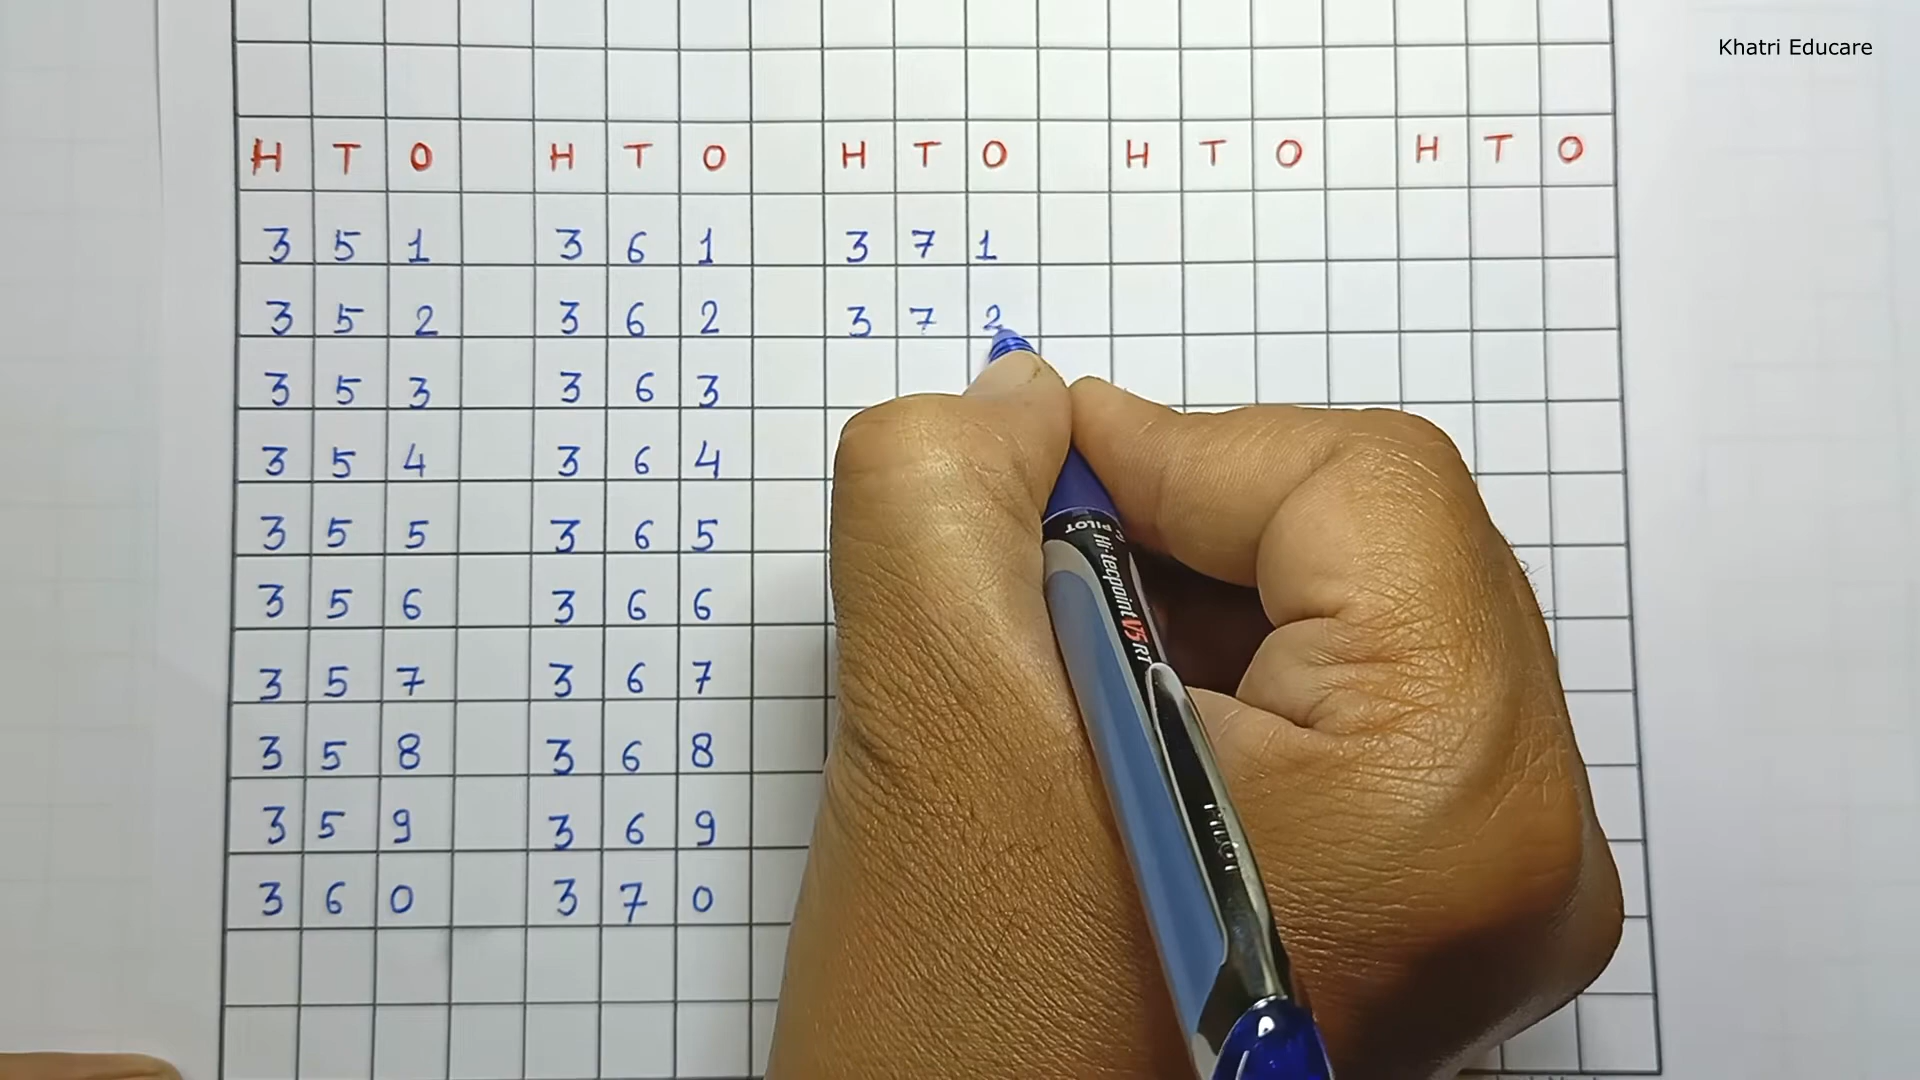 Khatri Educare
H T O H T O H T O H T O H T O
3 5 1 3 6 1 3 7 1
3 5 2 3 6 2 3 7 2
3 5 3 3 6 3
3 5 4 3 6 4
3 5 5 3 6 5
3 5 6 3 6 6
3 5 7 3 6 7
3 5 8 3 6 8
3 5 9 3 6 9
3 6 0 3 7 0
PILOT
Hi-tecpoint V5 RT
PILOT